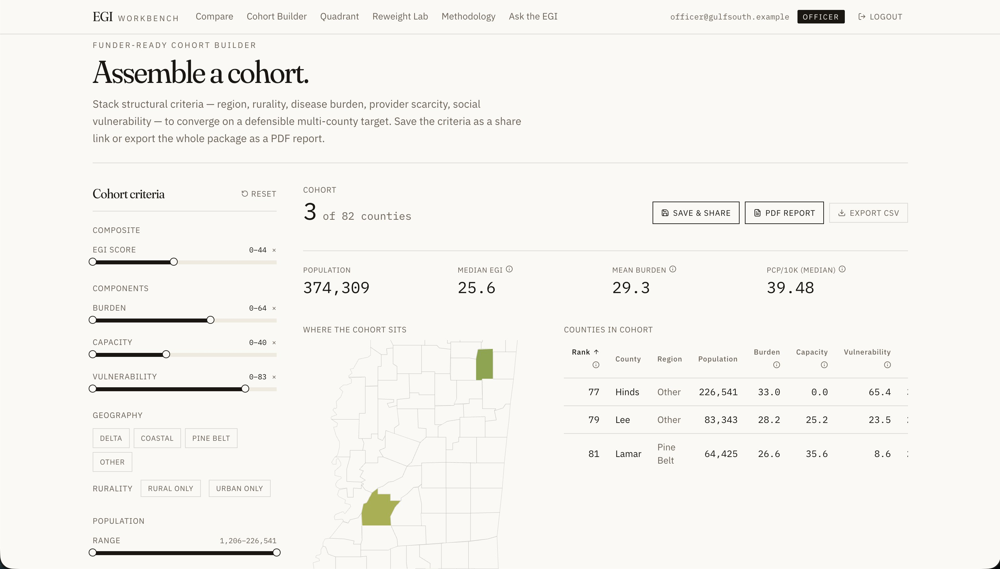 EGI WORKBENCH Compare Cohort Builder Quadrant Reweight Lab Methodology Ask the EGI officer@gulfsouth.example OFFICER LOGOUT
FUNDER-READY COHORT BUILDER
Assemble a cohort.
Stack structural criteria — region, rurality, disease burden, provider scarcity, social
vulnerability — to converge on a defensible multi-county target. Save the criteria as a share
link or export the whole package as a PDF report.
Cohort criteria RESET
COMPOSITE
EGI SCORE 0–44 ×
COMPONENTS
BURDEN 0–64 ×
CAPACITY 0–40 ×
VULNERABILITY 0–83 ×
GEOGRAPHY
DELTA COASTAL PINE BELT
OTHER
RURALITY RURAL ONLY URBAN ONLY
POPULATION
RANGE 1,206–226,541
COHORT
3 of 82 counties
SAVE & SHARE PDF REPORT EXPORT CSV
POPULATION MEDIAN EGI MEAN BURDEN PCP/10K (MEDIAN)
374,309 25.6 29.3 39.48
WHERE THE COHORT SITS
COUNTIES IN COHORT
Rank ↑ County Region Population Burden Capacity Vulnerability
77 Hinds Other 226,541 33.0 0.0 65.4
79 Lee Other 83,343 28.2 25.2 23.5
81 Lamar Pine Belt 64,425 26.6 35.6 8.6